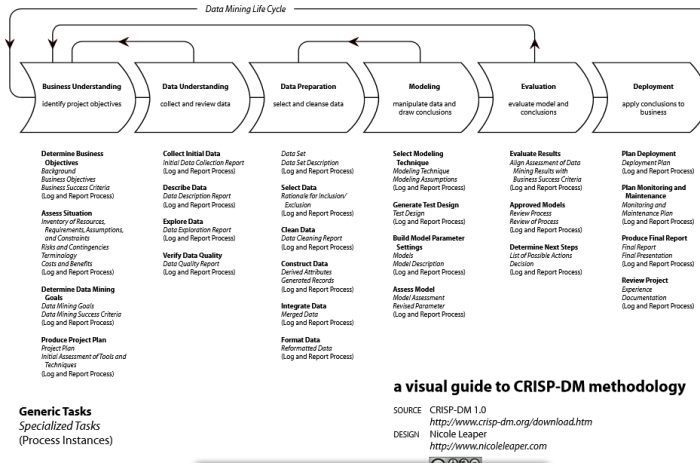 Data Mining Life Cycle
Business Understanding
identify project objectives
Data Understanding
collect and review data
Data Preparation
select and cleanse data
Modeling
manipulate data and
draw conclusions
Evaluation
evaluate model and
conclusions
Deployment
apply conclusions to
business
Determine Business
Objectives
Background
Business Objectives
Business Success Criteria
(Log and Report Process)
Assess Situation
Inventory of Resources,
Requirements, Assumptions,
and Constraints
Risks and Contingencies
Terminology
Costs and Benefits
(Log and Report Process)
Determine Data Mining
Goals
Data Mining Goals
Data Mining Success Criteria
(Log and Report Process)
Produce Project Plan
Project Plan
Initial Assessment of Tools and
Techniques
(Log and Report Process)
Collect Initial Data
Initial Data Collection Report
(Log and Report Process)
Describe Data
Data Description Report
(Log and Report Process)
Explore Data
Data Exploration Report
(Log and Report Process)
Verify Data Quality
Data Quality Report
(Log and Report Process)
Data Set
Data Set Description
(Log and Report Process)
Select Data
Rationale for Inclusion/
Exclusion
(Log and Report Process)
Clean Data
Data Cleaning Report
(Log and Report Process)
Construct Data
Derived Attributes
Generated Records
(Log and Report Process)
Integrate Data
Merged Data
(Log and Report Process)
Format Data
Reformatted Data
(Log and Report Process)
Select Modeling
Technique
Modeling Technique
Modeling Assumptions
(Log and Report Process)
Generate Test Design
Test Design
(Log and Report Process)
Build Model Parameter
Settings
Models
Model Description
(Log and Report Process)
Assess Model
Model Assessment
Revised Parameter
(Log and Report Process)
Evaluate Results
Align Assessment of Data
Mining Results with
Business Success Criteria
(Log and Report Process)
Approved Models
Review Process
Review of Process
(Log and Report Process)
Determine Next Steps
List of Possible Actions
Decision
(Log and Report Process)
Plan Deployment
Deployment Plan
(Log and Report Process)
Plan Monitoring and
Maintenance
Monitoring and
Maintenance Plan
(Log and Report Process)
Produce Final Report
Final Report
Final Presentation
(Log and Report Process)
Review Project
Experience
Documentation
(Log and Report Process)
Generic Tasks
Specialized Tasks
(Process Instances)
a visual guide to CRISP-DM methodology
SOURCE CRISP-DM 1.0
http://www.crisp-dm.org/download.htm
DESIGN Nicole Leaper
http://www.nicoleleaper.com